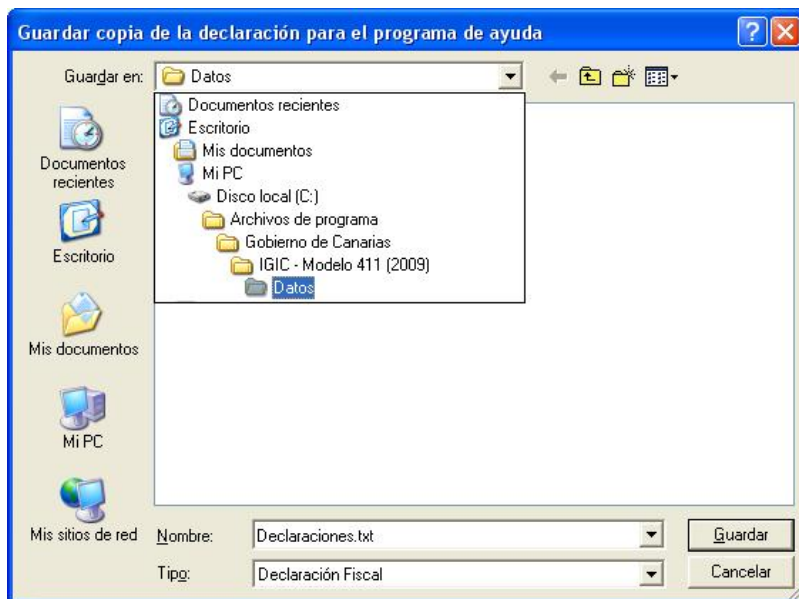 Guardar copia de la declaración para el programa de ayuda
Guardar en:
Datos
Documentos recientes
Escritorio
Mis documentos
Mi PC
Disco local (C:)
Archivos de programa
Gobierno de Canarias
IGIC - Modelo 411 (2009)
Datos
Documentos
recientes
Escritorio
Mis documentos
Mi PC
Mis sitios de red
Nombre:
Declaraciones.txt
Guardar
Tipo:
Declaración Fiscal
Cancelar